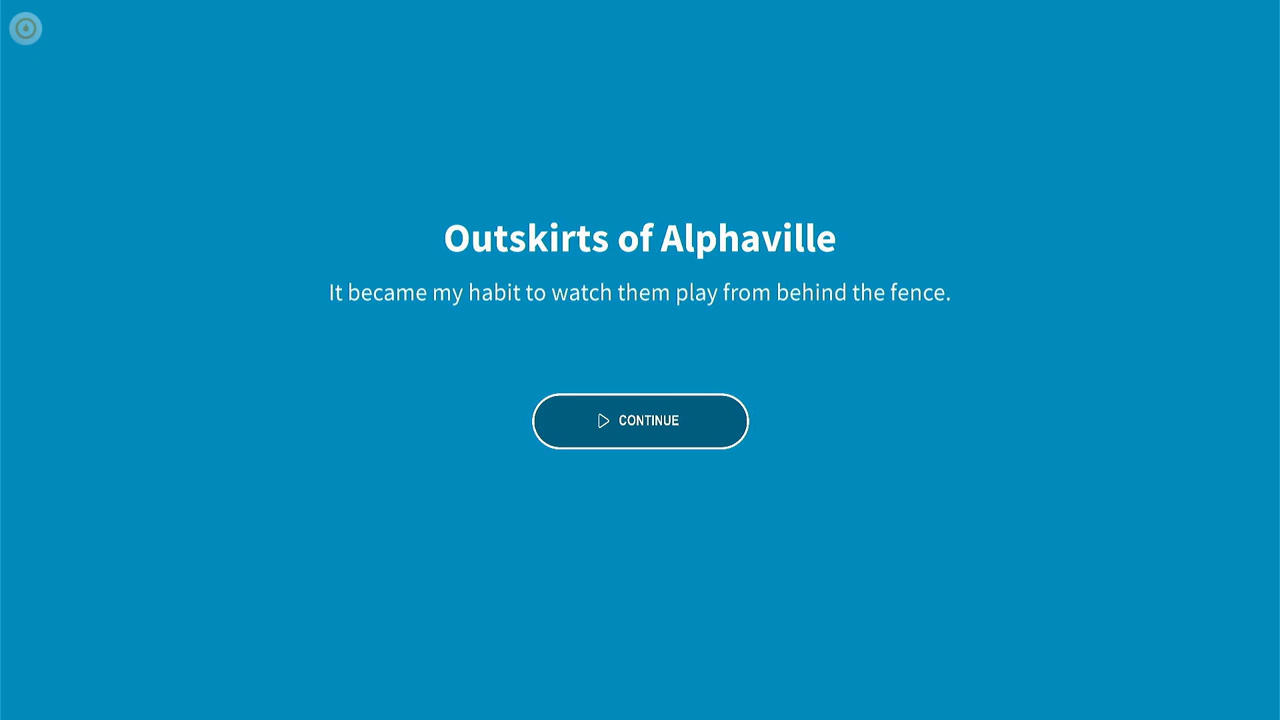 Outskirts of Alphaville
It became my habit to watch them play from behind the fence.
CONTINUE